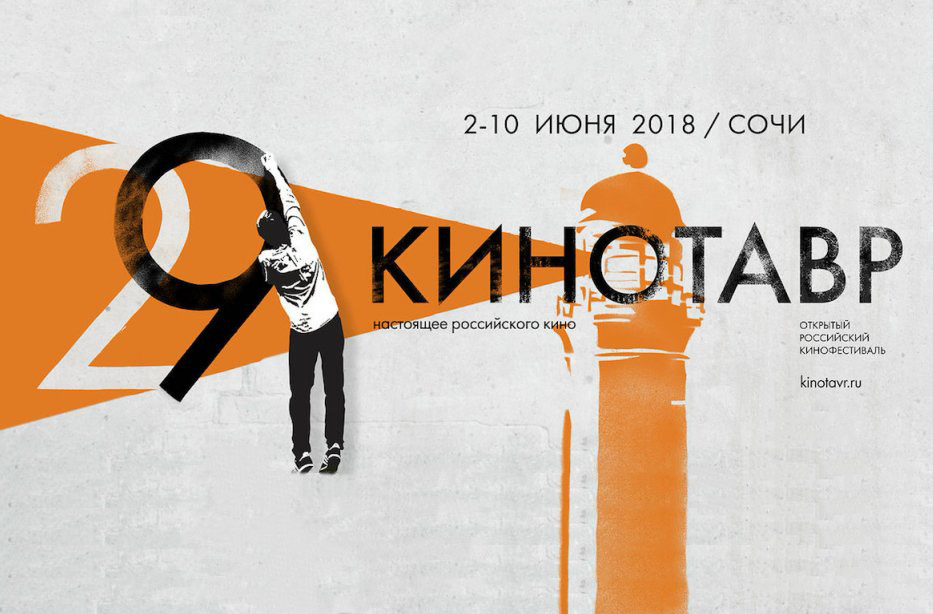 2-10 ИЮНЯ 2018 / СОЧИ
29
КИНОТАВР
настоящее российского кино
ОТКРЫТЫЙ
РОССИЙСКИЙ
КИНОФЕСТИВАЛЬ
kinotavr.ru